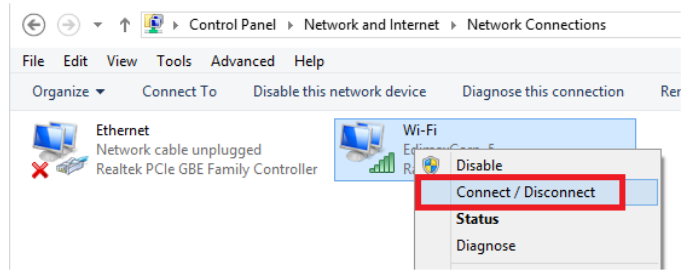 Control Panel Network and Internet Network Connections
File Edit View Tools Advanced Help
Organize Connect To Disable this network device Diagnose this connection
Ethernet
Network cable unplugged
Realtek PCIe GBE Family Controller
Wi-Fi
Disable
Connect / Disconnect
Status
Diagnose